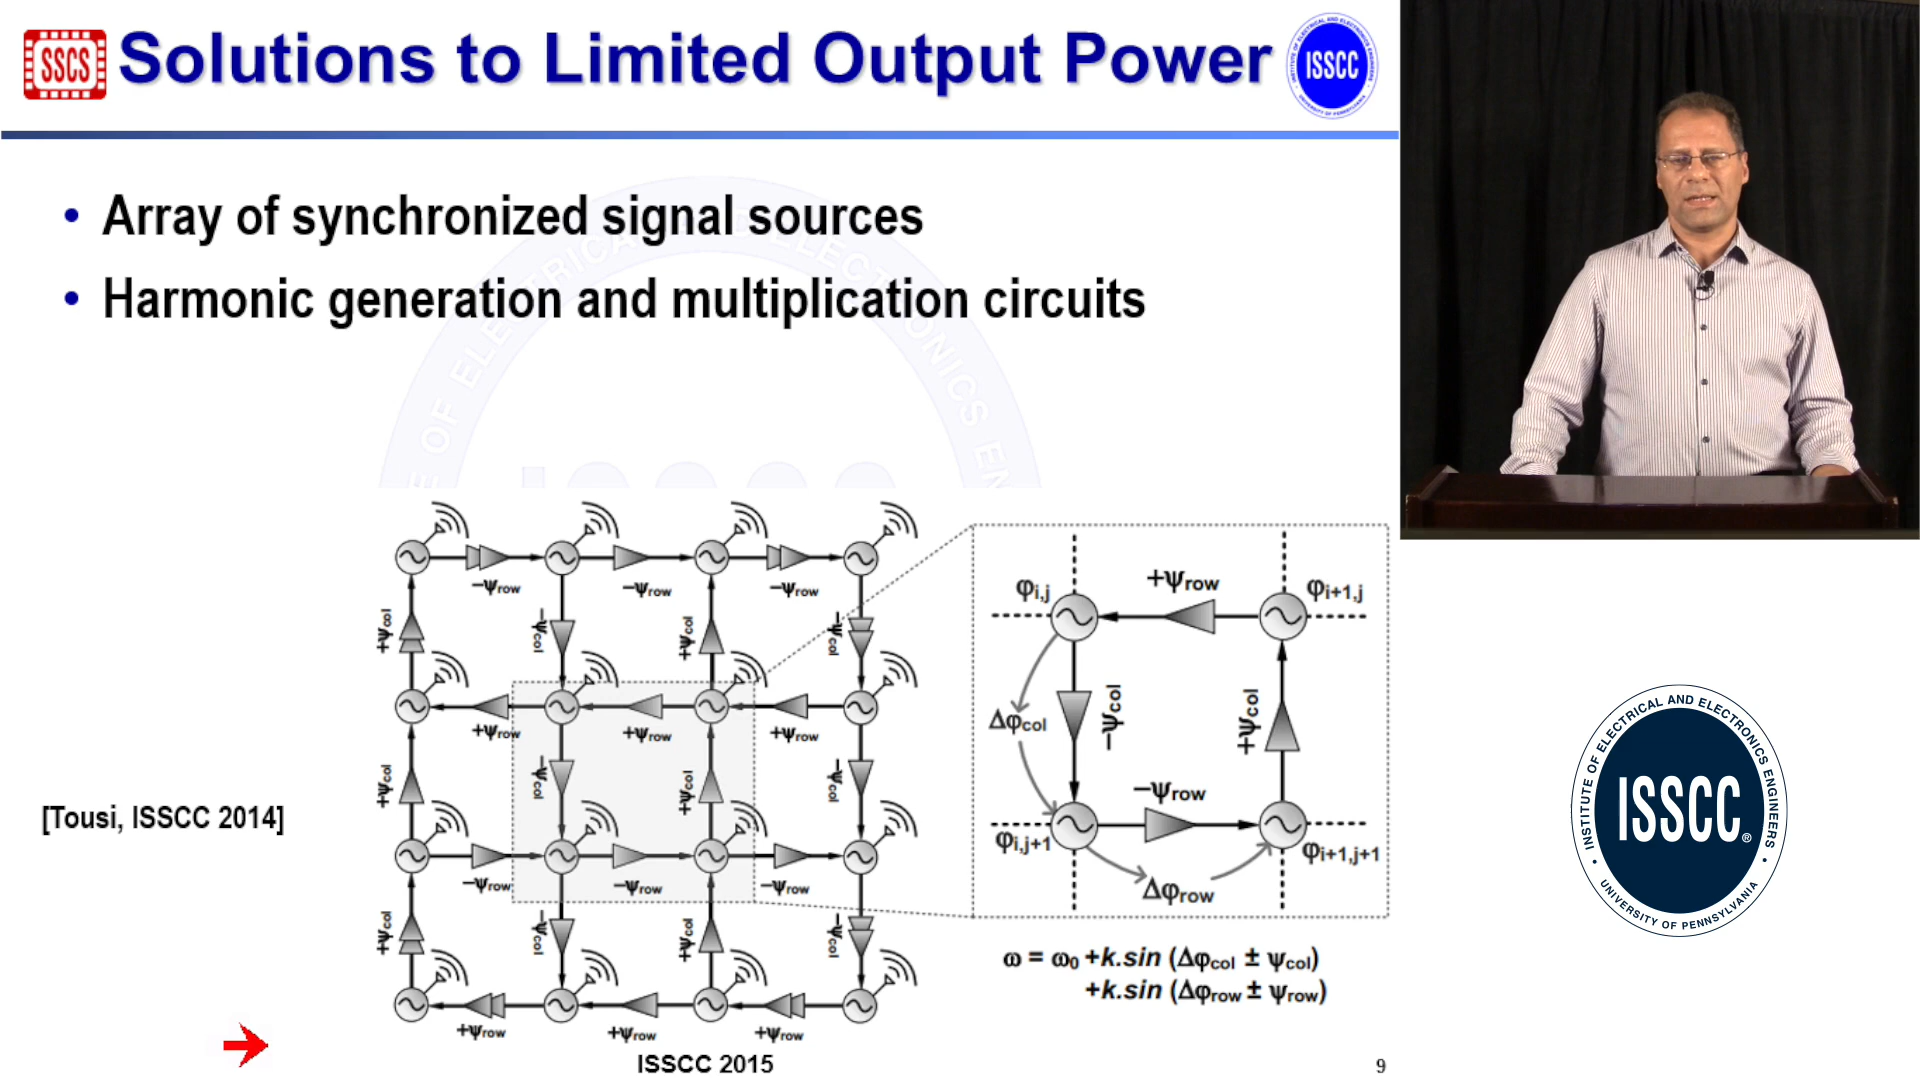 SSCS
Solutions to Limited Output Power
ISSCC
• Array of synchronized signal sources
• Harmonic generation and multiplication circuits
−ψrow −ψrow −ψrow
+ψcol −ψcol +ψcol −ψcol
+ψrow +ψrow +ψrow
+ψcol −ψcol +ψcol −ψcol
−ψrow −ψrow −ψrow
+ψcol −ψcol +ψcol −ψcol
+ψrow +ψrow +ψrow
[Tousi, ISSCC 2014]
φi,j +ψrow φi+1,j
Δφcol −ψcol +ψcol
−ψrow
φi,j+1 φi+1,j+1
Δφrow
ω = ω0 +k.sin (Δφcol ± ψcol)
+k.sin (Δφrow ± ψrow)
ISSCC 2015
9
INSTITUTE OF ELECTRICAL AND ELECTRONICS ENGINEERS
ISSCC®
• UNIVERSITY OF PENNSYLVANIA •